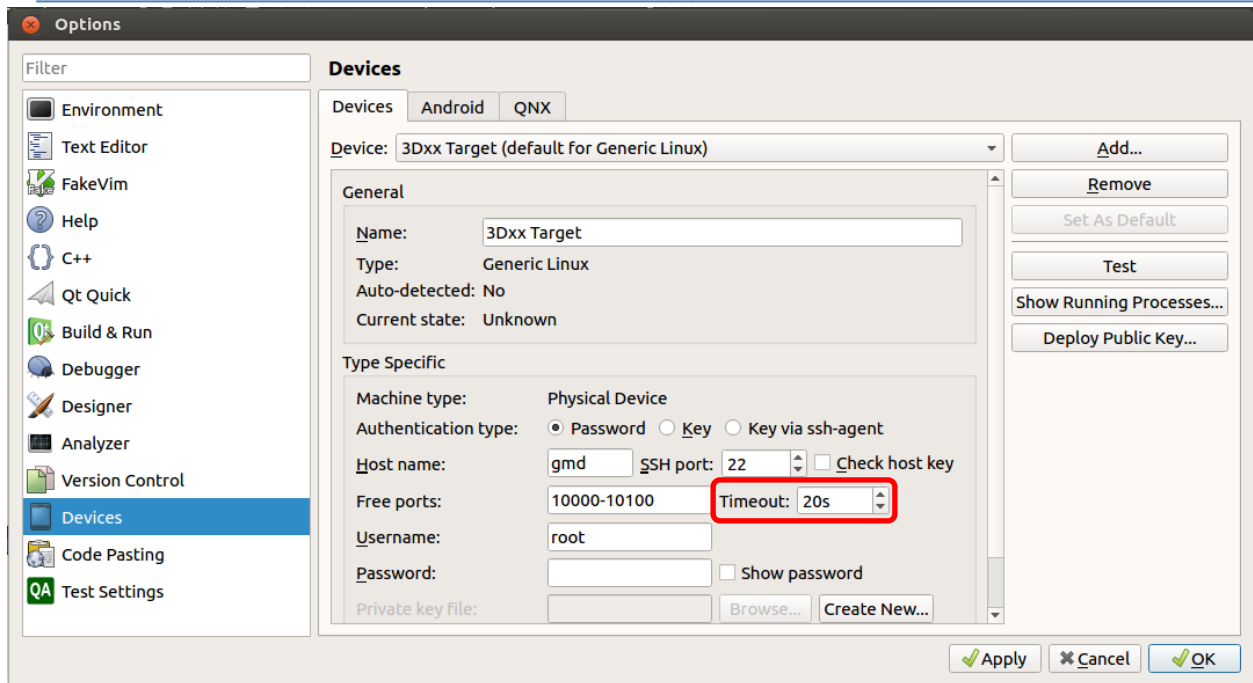 Options
Filter
Environment
Text Editor
FakeVim
Help
C++
Qt Quick
Build & Run
Debugger
Designer
Analyzer
Version Control
Devices
Code Pasting
QA Test Settings
Devices
Devices Android QNX
Device: 3Dxx Target (default for Generic Linux)
General
Name: 3Dxx Target
Type: Generic Linux
Auto-detected: No
Current state: Unknown
Type Specific
Machine type: Physical Device
Authentication type: Password Key Key via ssh-agent
Host name: gmd SSH port: 22 Check host key
Free ports: 10000-10100 Timeout: 20s
Username: root
Password: Show password
Private key file: Browse... Create New...
Add...
Remove
Set As Default
Test
Show Running Processes...
Deploy Public Key...
Apply Cancel OK